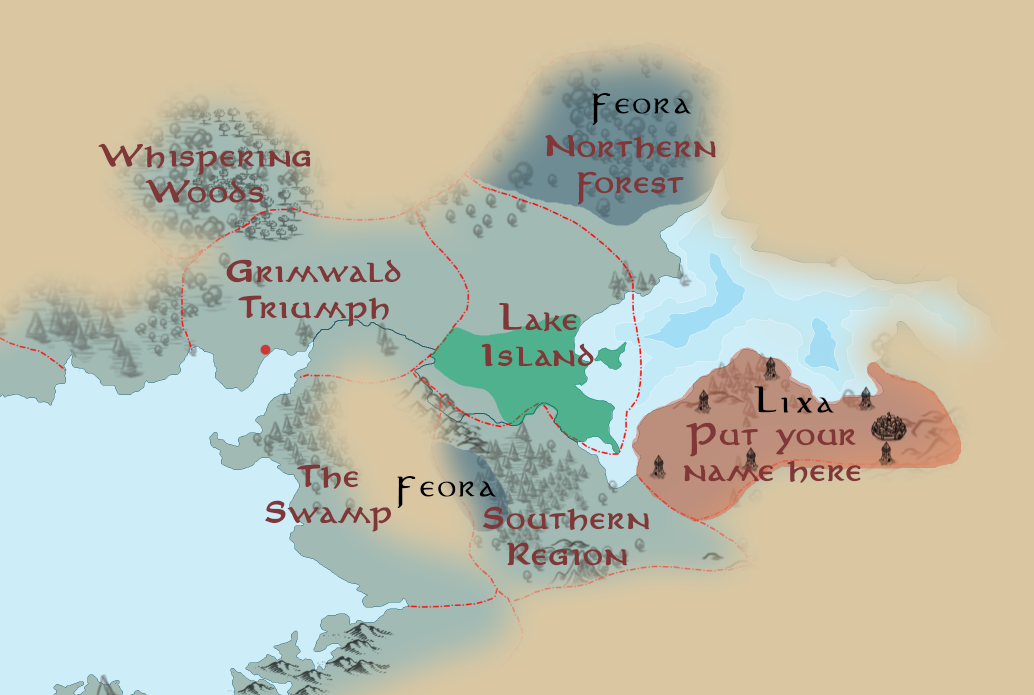 Feora
Northern
Forest
Whispering
Woods
Grimwald
Triumph
Lake
Island
Lixa
Put your
name here
The
Swamp
Feora
Southern
Region